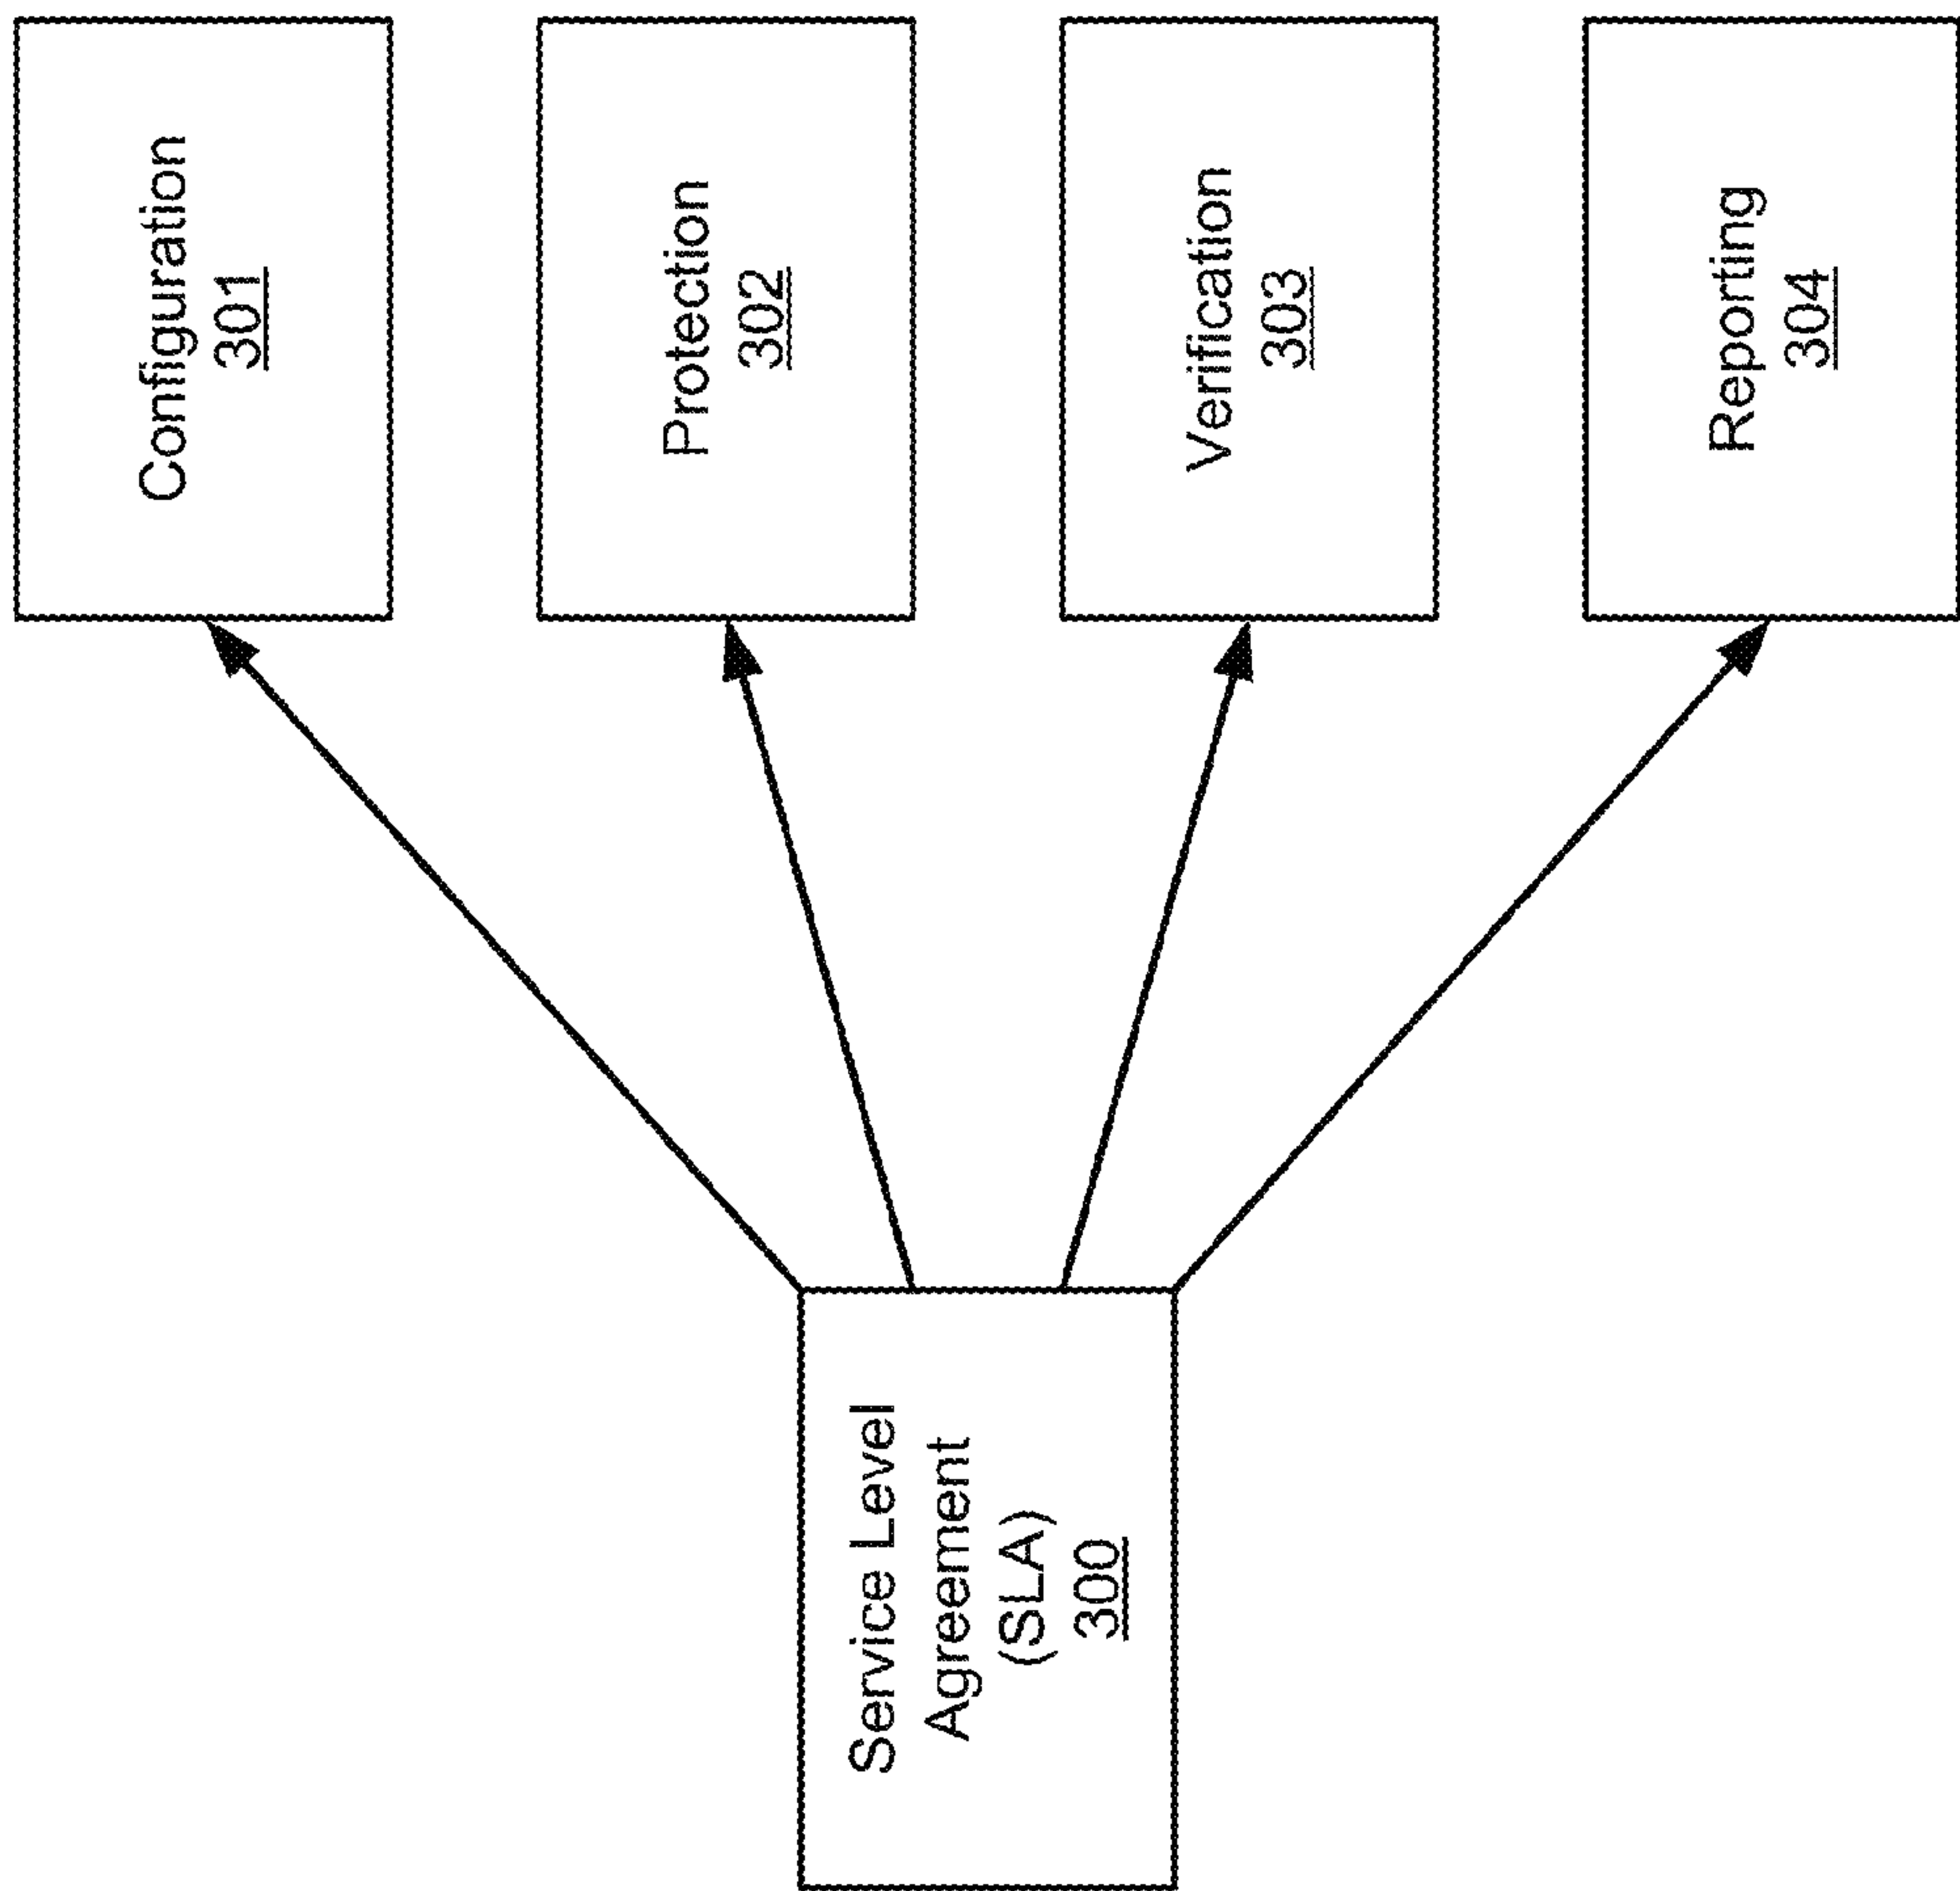 Service Level
Agreement
(SLA)
300
Configuration
301
Protection
302
Verification
303
Reporting
304